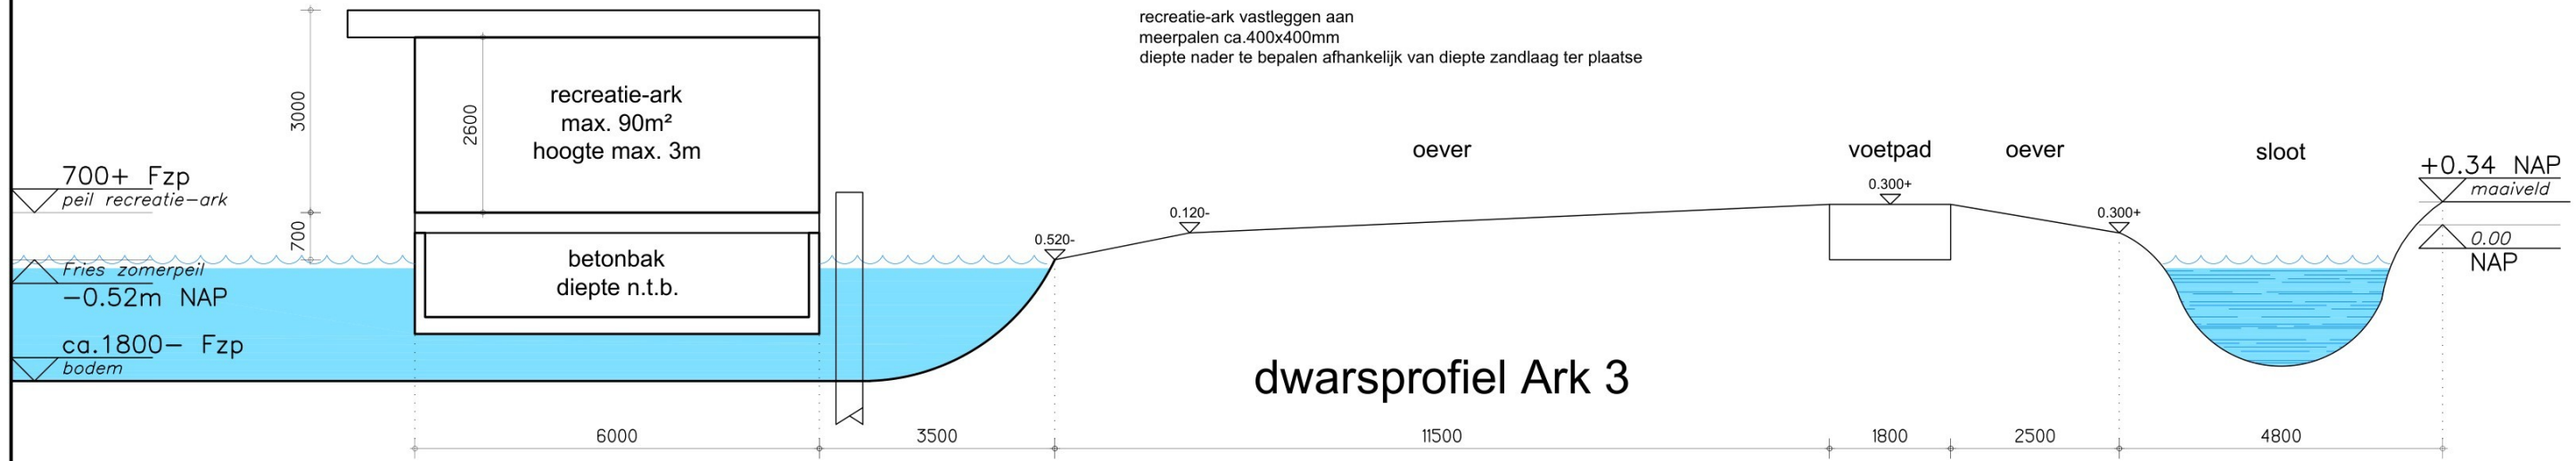 recreatie-ark vastleggen aan
meerpalen ca.400x400mm
diepte nader te bepalen afhankelijk van diepte zandlaag ter plaatse
3000
2600
700
recreatie-ark
max. 90m²
hoogte max. 3m
700+ Fzp
peil recreatie-ark
Fries zomerpeil
-0.52m NAP
ca.1800- Fzp
bodem
betonbak
diepte n.t.b.
oever
voetpad
oever
sloot
0.520-
0.120-
0.300+
0.300+
+0.34 NAP
maaiveld
0.00
NAP
dwarsprofiel Ark 3
6000
3500
11500
1800
2500
4800